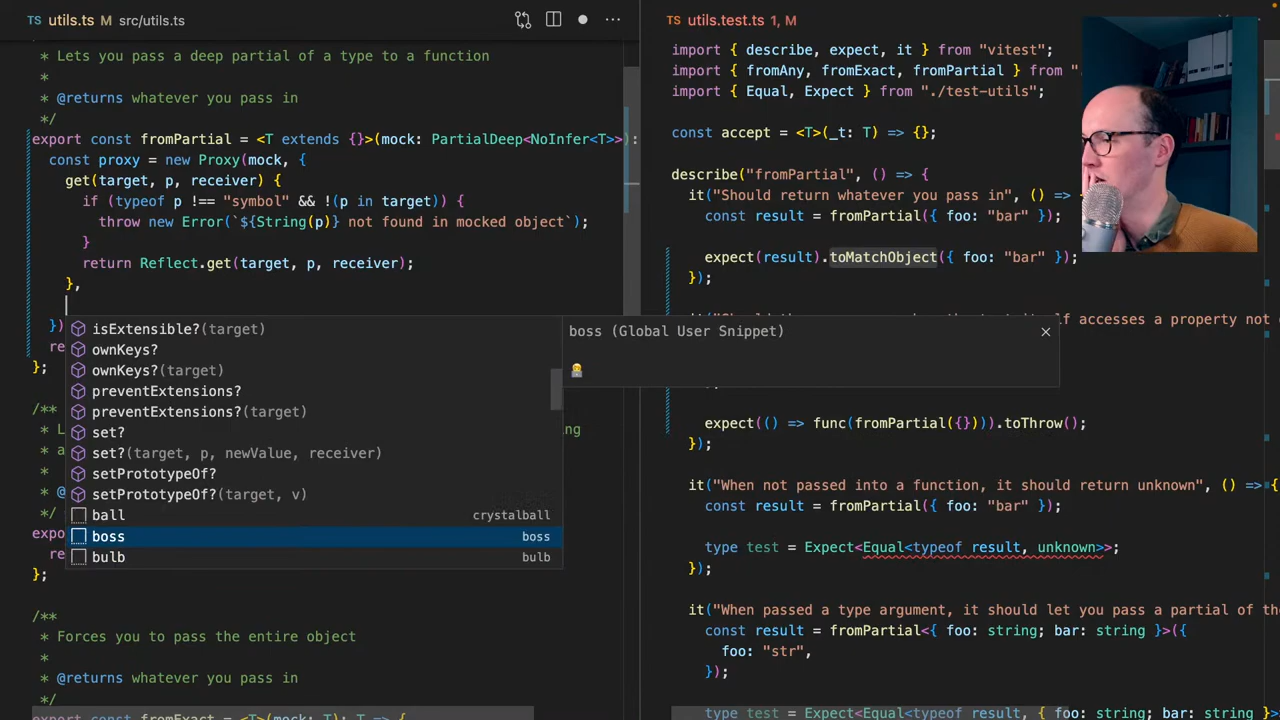 TS utils.ts M src/utils.ts
* Lets you pass a deep partial of a type to a function
*
* @returns whatever you pass in
*/
export const fromPartial = <T extends {}>(mock: PartialDeep<NoInfer<T>>):
const proxy = new Proxy(mock, {
get(target, p, receiver) {
if (typeof p !== "symbol" && !(p in target)) {
throw new Error(`${String(p)} not found in mocked object`);
}
return Reflect.get(target, p, receiver);
},
})
re
};
/**
* L
ng
* a
*
* @
*/
expo
re
};
isExtensible?(target)
ownKeys?
ownKeys?(target)
preventExtensions?
preventExtensions?(target)
set?
set?(target, p, newValue, receiver)
setPrototypeOf?
setPrototypeOf?(target, v)
ball crystalball
boss boss
bulb bulb
boss (Global User Snippet)
/**
* Forces you to pass the entire object
*
* @returns whatever you pass in
*/
export const fromExact = <T>(mock: T): T => {
TS utils.test.ts 1, M
import { describe, expect, it } from "vitest";
import { fromAny, fromExact, fromPartial } from "
import { Equal, Expect } from "./test-utils";
const accept = <T>(_t: T) => {};
describe("fromPartial", () => {
it("Should return whatever you pass in", () =>
const result = fromPartial({ foo: "bar" });
expect(result).toMatchObject({ foo: "bar" });
});
lf accesses a property not
expect(() => func(fromPartial({}))).toThrow();
});
it("When not passed into a function, it should return unknown", () => {
const result = fromPartial({ foo: "bar" });
type test = Expect<Equal<typeof result, unknown>>;
});
it("When passed a type argument, it should let you pass a partial of the
const result = fromPartial<{ foo: string; bar: string }>({
foo: "str",
});
type test = Expect<Equal<typeof result, { foo: string; bar: string }>